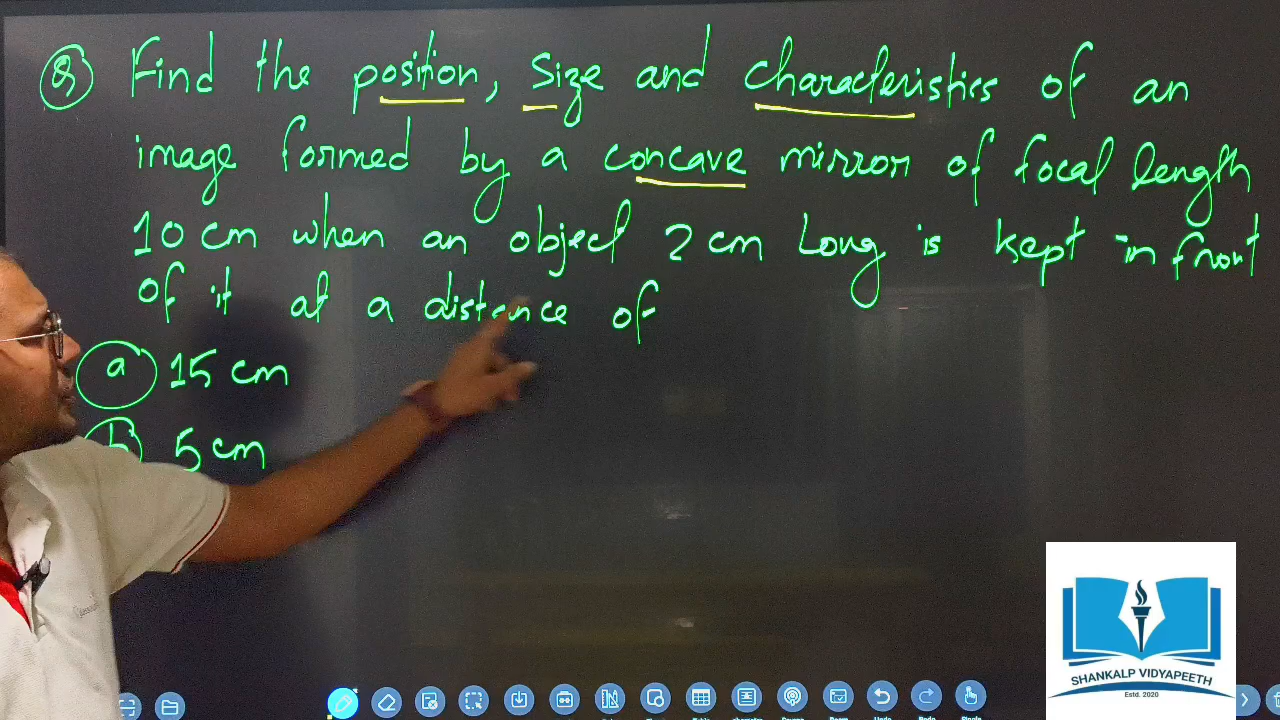 Q Find the position, size and characteristics of an
image formed by a concave mirror of focal length
10 cm when an object 2 cm long is kept in front
of it at a distance of
a 15 cm
b 5 cm
SHANKALP VIDYAPEETH
Estd. 2020
Undo
Redo